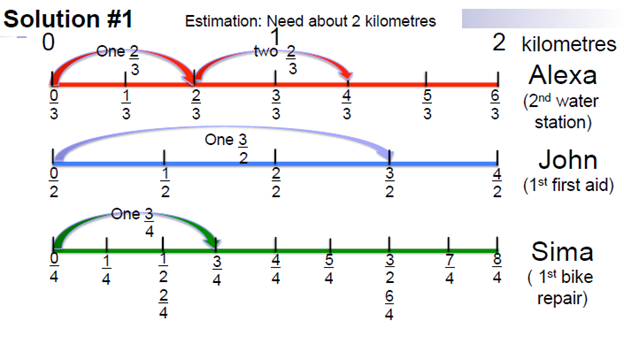 Solution #1
Estimation: Need about 2 kilometres
0 1 2 kilometres
One 2/3 two 2/3
Alexa
0/3 1/3 2/3 3/3 4/3 5/3 6/3
(2nd water
station)
One 3/2
John
0/2 1/2 2/2 3/2 4/2
(1st first aid)
One 3/4
Sima
0/4 1/4 1/2 3/4 4/4 5/4 3/2 7/4 8/4
( 1st bike
repair)
2/4 6/4